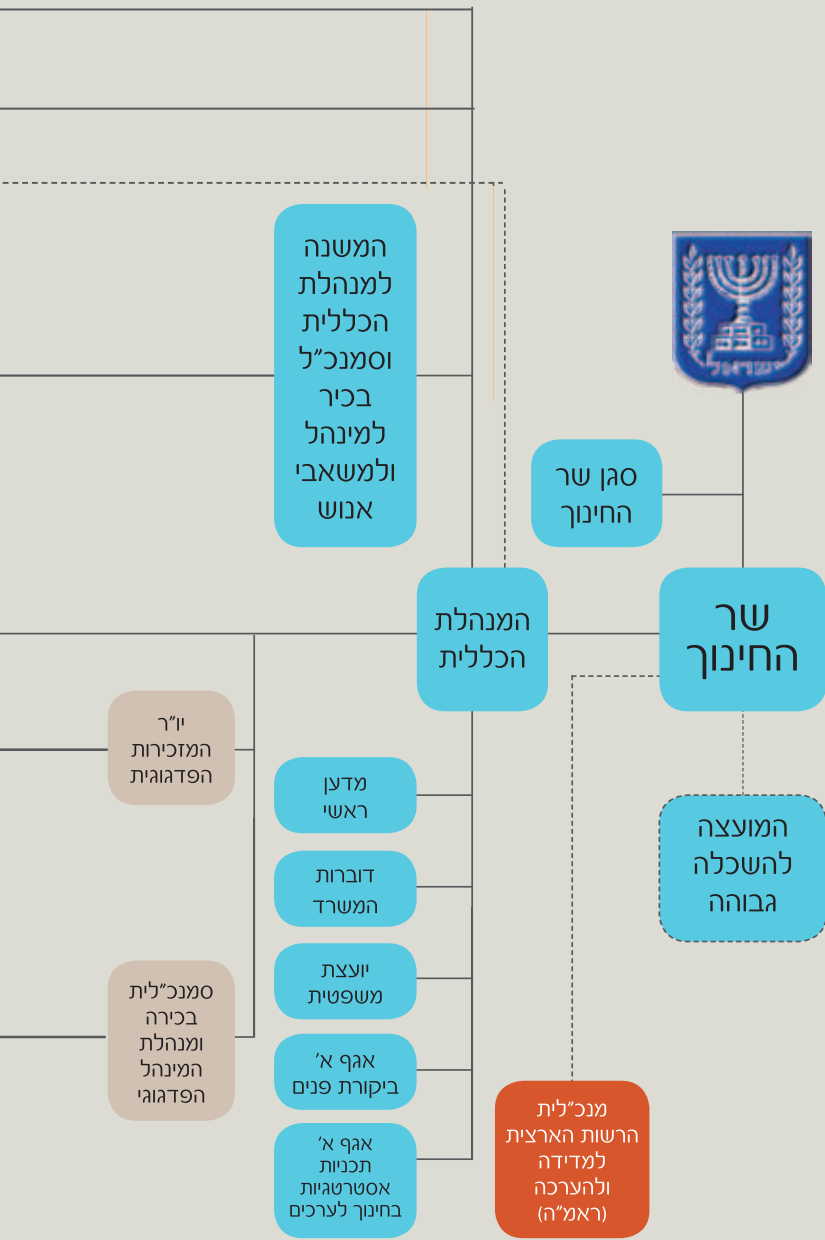 ישראל
סגן שר
החינוך
שר
החינוך
המועצה
להשכלה
גבוהה
מנכ"לית
הרשות הארצית
למדידה
ולהערכה
(ראמ"ה)
המנהלת
הכללית
המשנה
למנהלת
הכללית
וסמנכ"ל
בכיר
למינהל
ולמשאבי
אנוש
מדען
ראשי
דוברות
המשרד
יועצת
משפטית
אגף א'
ביקורת פנים
אגף א'
תכניות
אסטרטגיות
בחינוך לערכים
יו"ר
המזכירות
הפדגוגית
סמנכ"לית
בכירה
ומנהלת
המינהל
הפדגוגי